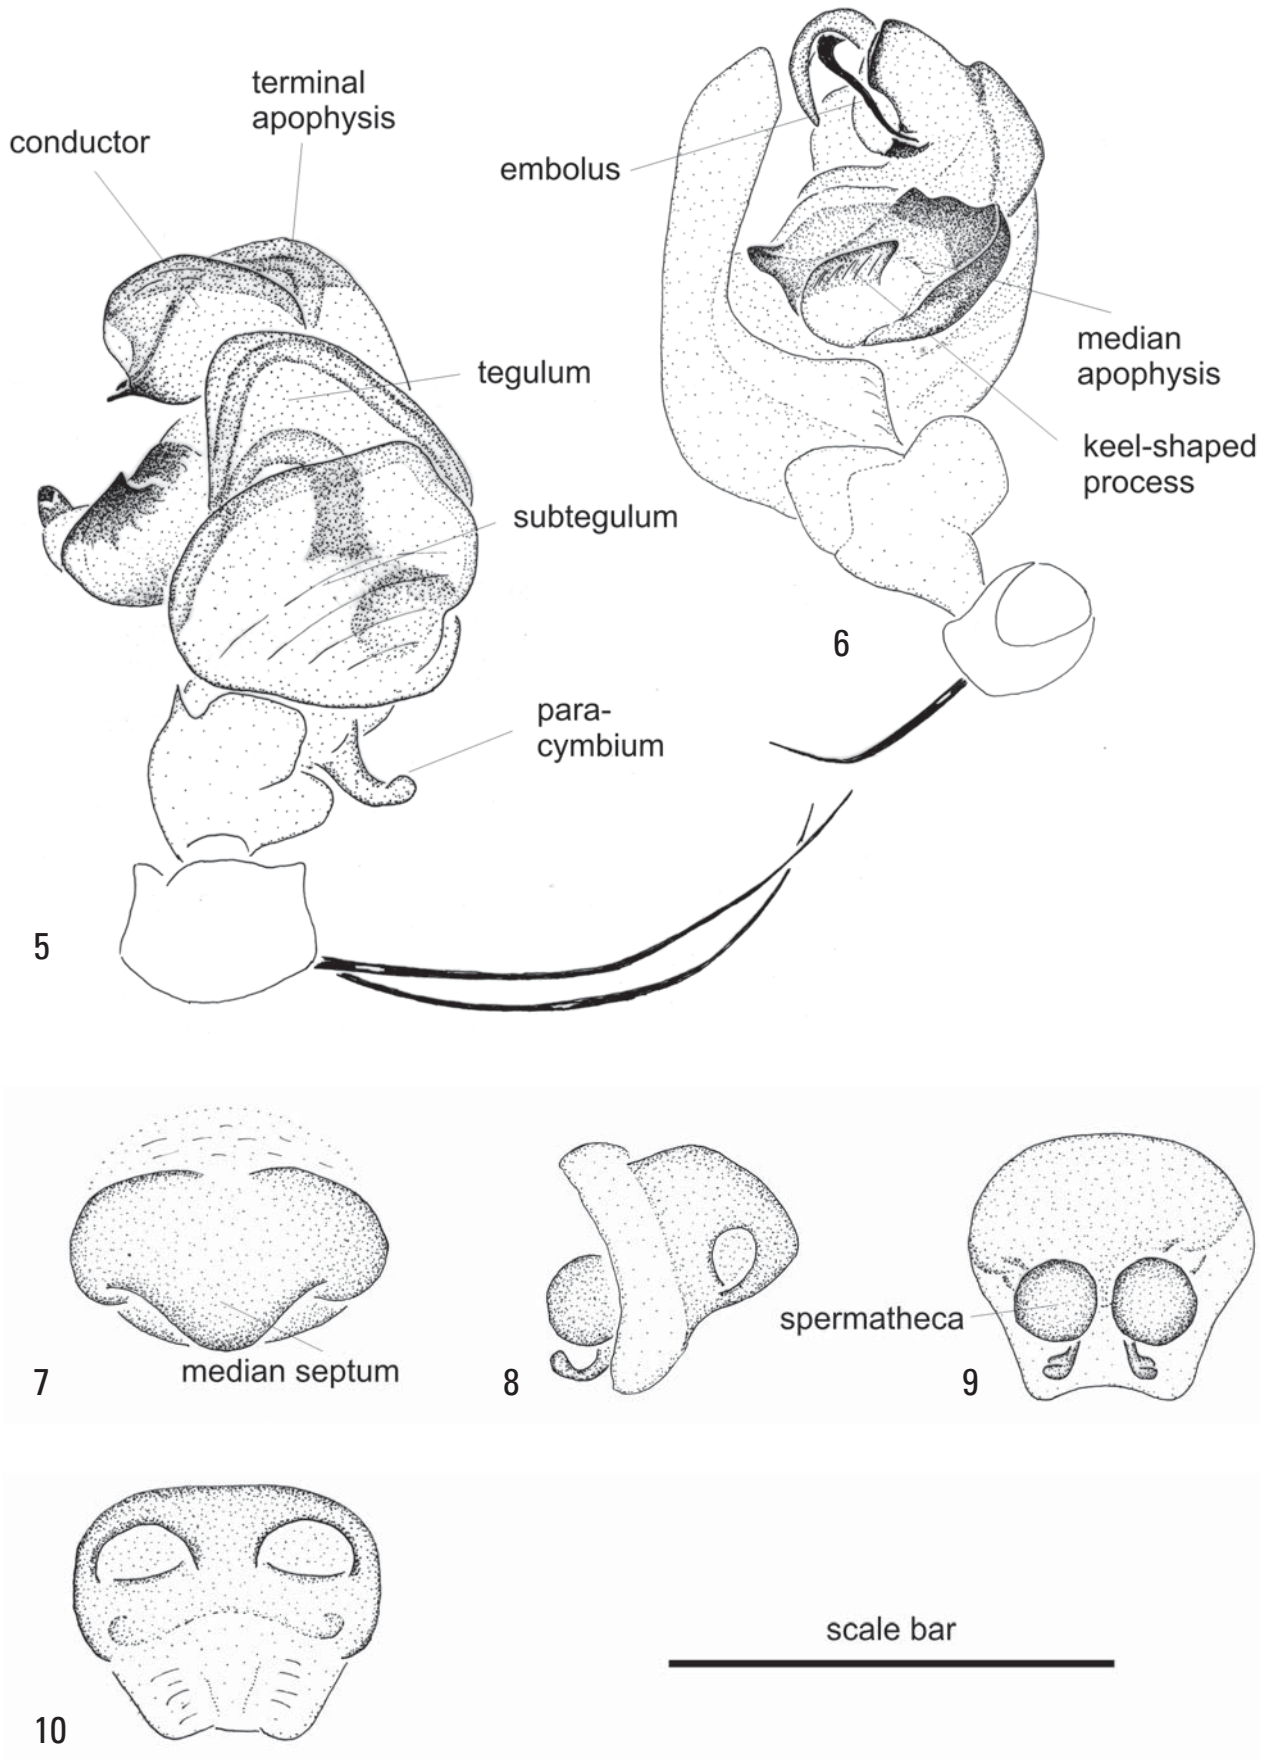 terminal
apophysis
conductor
embolus
tegulum
median
apophysis
keel-shaped
process
subtegulum
6
para-
cymbium
5
spermatheca
median septum
7
8
9
scale bar
10